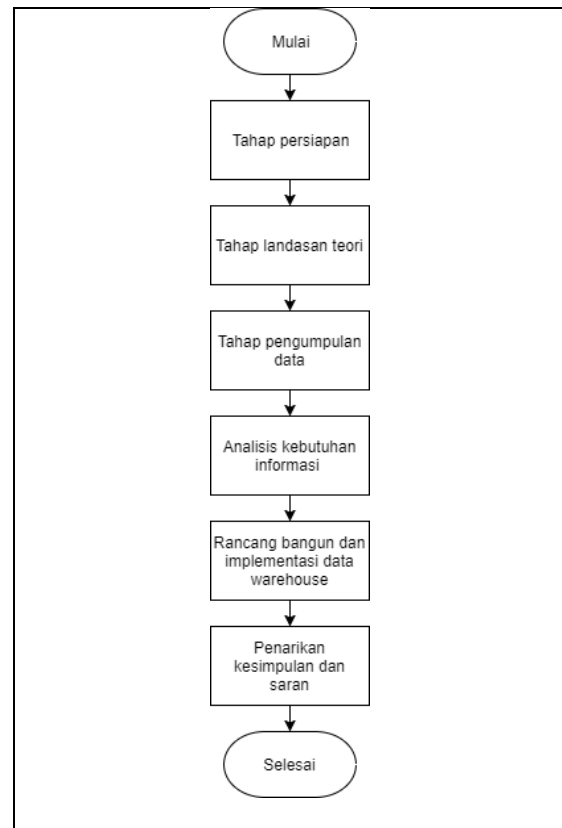 Mulai
Tahap persiapan
Tahap landasan teori
Tahap pengumpulan
data
Analisis kebutuhan
informasi
Rancang bangun dan
implementasi data
warehouse
Penarikan
kesimpulan dan
saran
Selesai